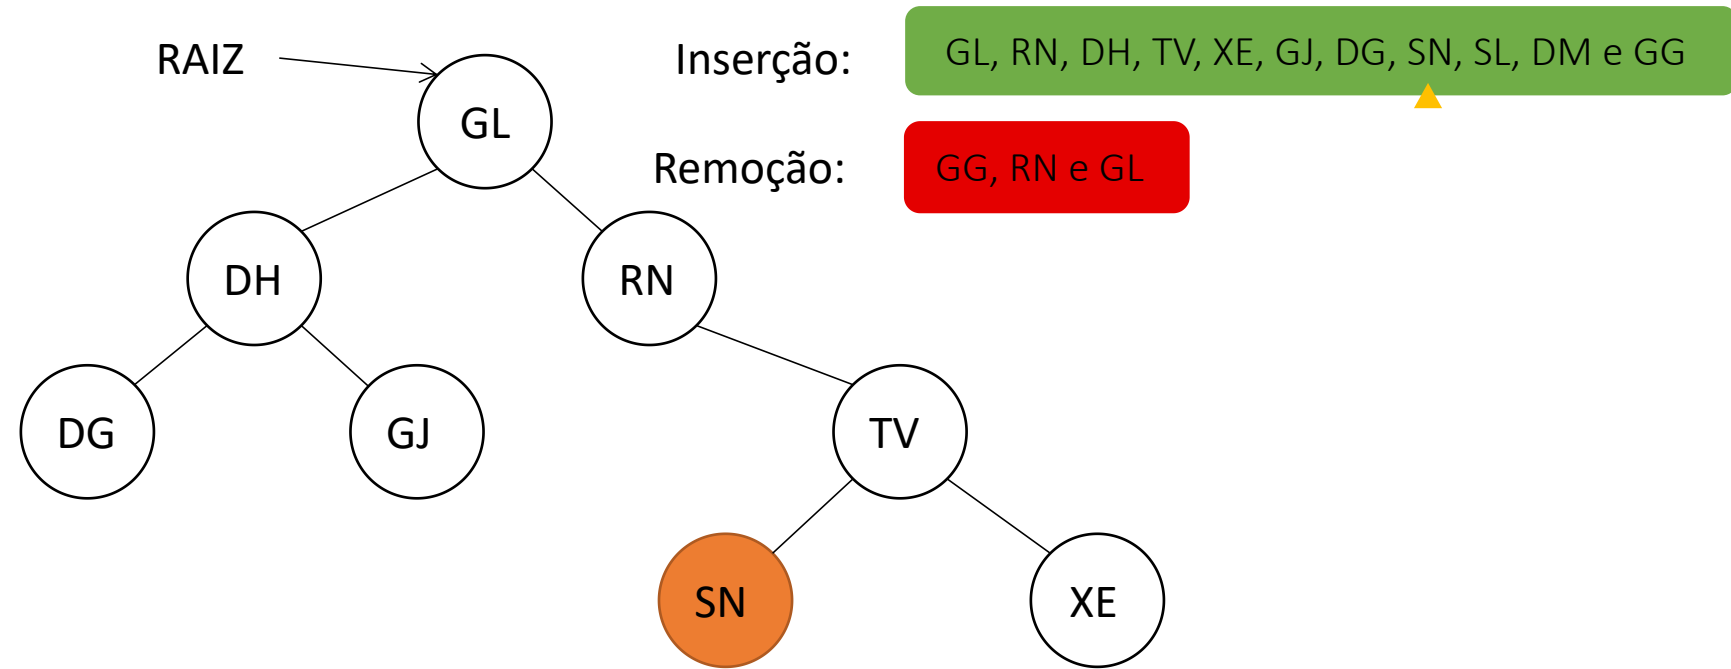 RAIZ
Inserção:
GL, RN, DH, TV, XE, GJ, DG, SN, SL, DM e GG
GL
Remoção:
GG, RN e GL
DH
RN
DG
GJ
TV
SN
XE